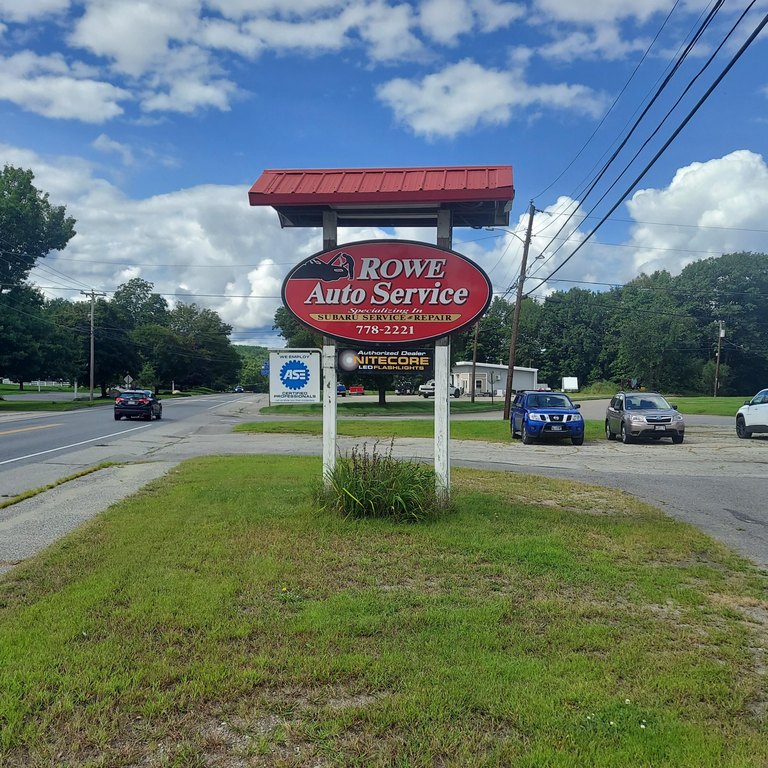 ROWE
Auto Service
Specializing In
SUBARU SERVICE & REPAIR
778-2221
Authorized Dealer
NITECORE
LED FLASHLIGHTS
WE EMPLOY
ASE
CERTIFIED
PROFESSIONALS